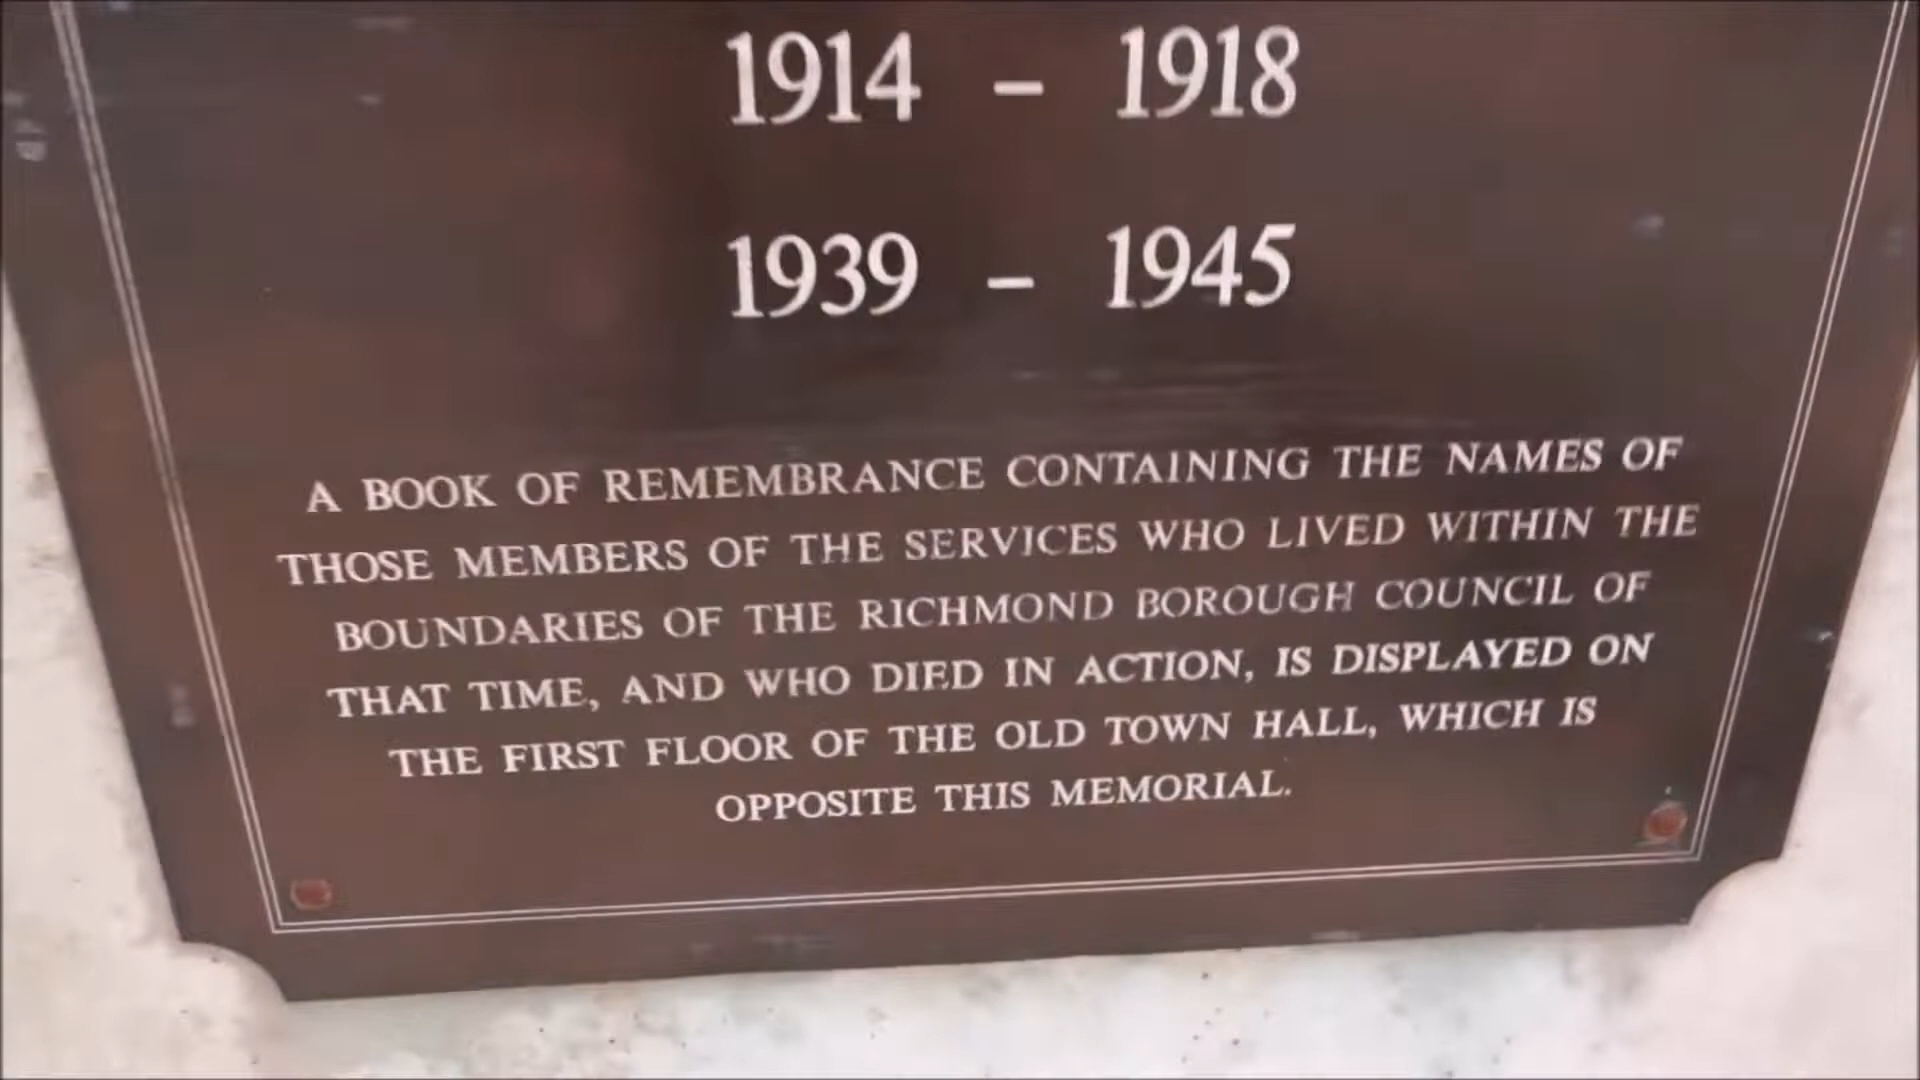 1914 – 1918
1939 – 1945
A BOOK OF REMEMBRANCE CONTAINING THE NAMES OF
THOSE MEMBERS OF THE SERVICES WHO LIVED WITHIN THE
BOUNDARIES OF THE RICHMOND BOROUGH COUNCIL OF
THAT TIME, AND WHO DIED IN ACTION, IS DISPLAYED ON
THE FIRST FLOOR OF THE OLD TOWN HALL, WHICH IS
OPPOSITE THIS MEMORIAL.